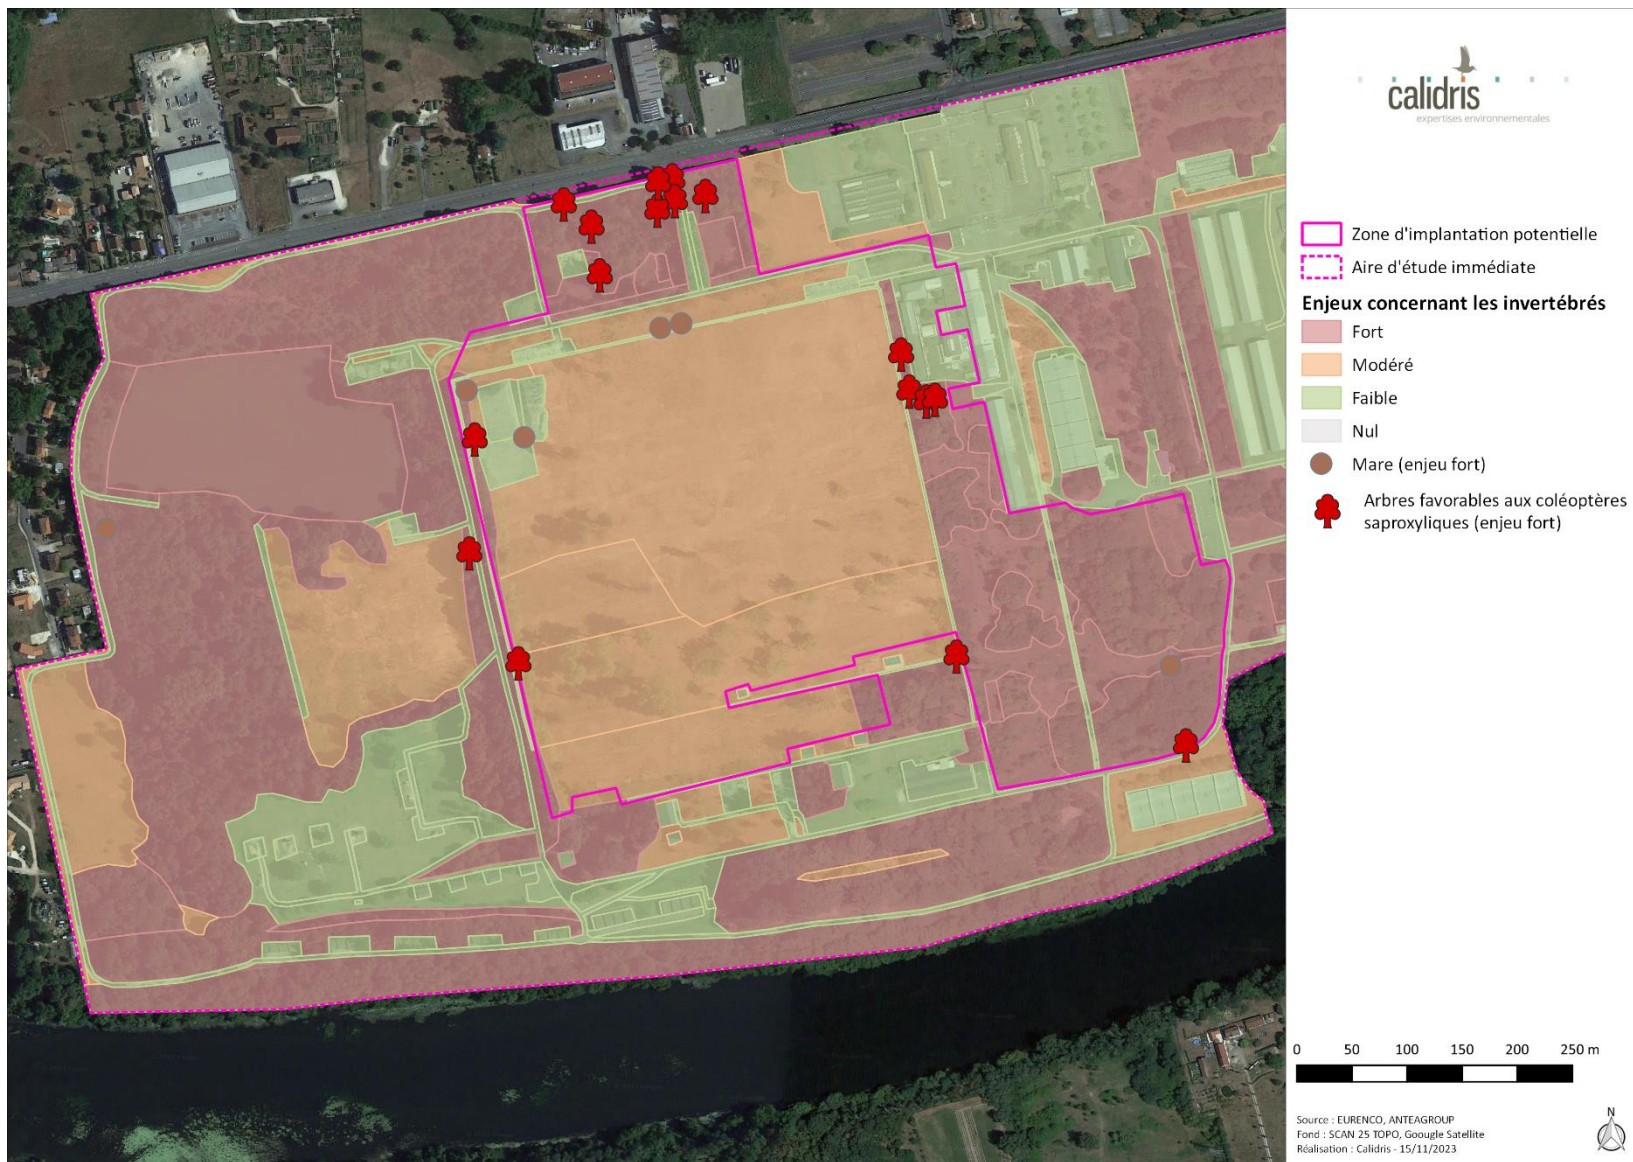 calidris
expertises environnementales
Zone d'implantation potentielle
Aire d'étude immédiate
Enjeux concernant les invertébrés
Fort
Modéré
Faible
Nul
Mare (enjeu fort)
Arbres favorables aux coléoptères
saproxyliques (enjeu fort)
0 50 100 150 200 250 m
Source : EURENCO, ANTEAGROUP
Fond : SCAN 25 TOPO, Gooogle Satellite
Réalisation : Calidris - 15/11/2023
N